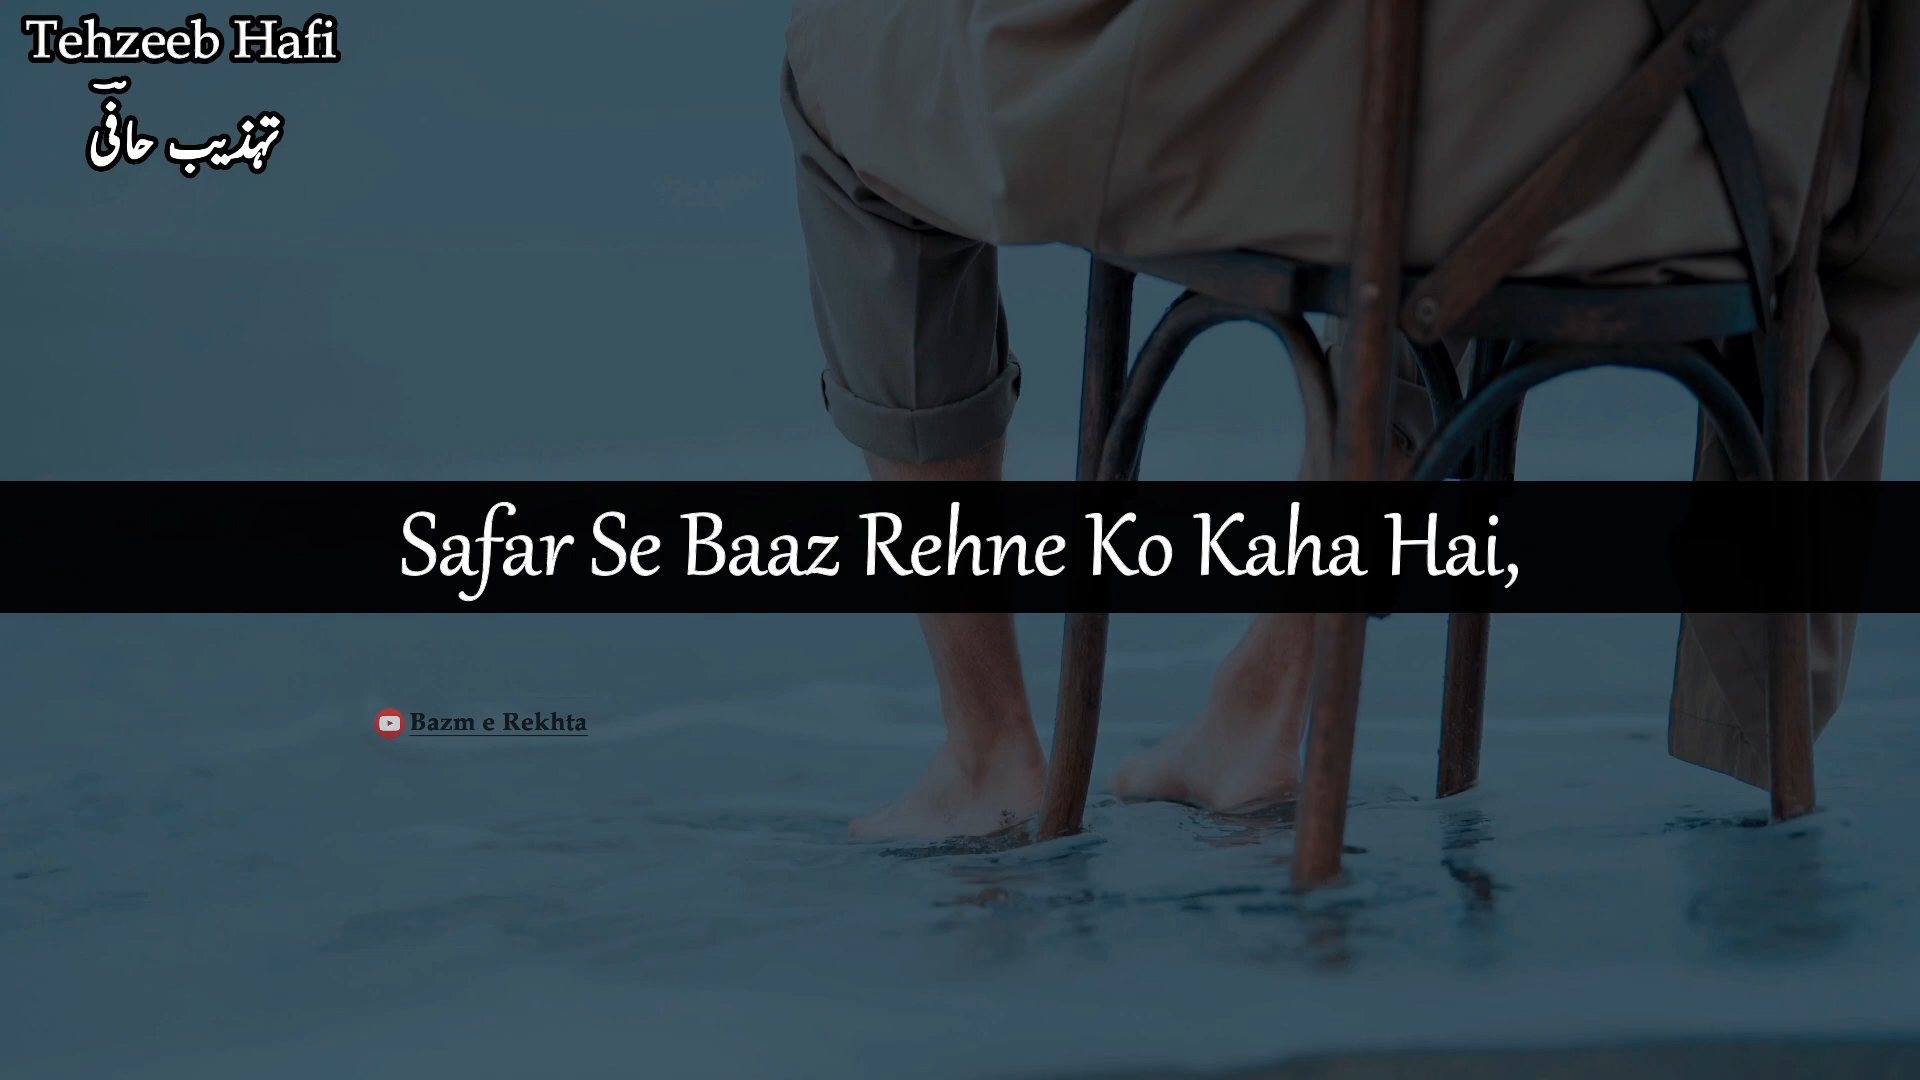 Tehzeeb Hafi
تہذیب حافی
Safar Se Baaz Rehne Ko Kaha Hai,
Bazm e Rekhta